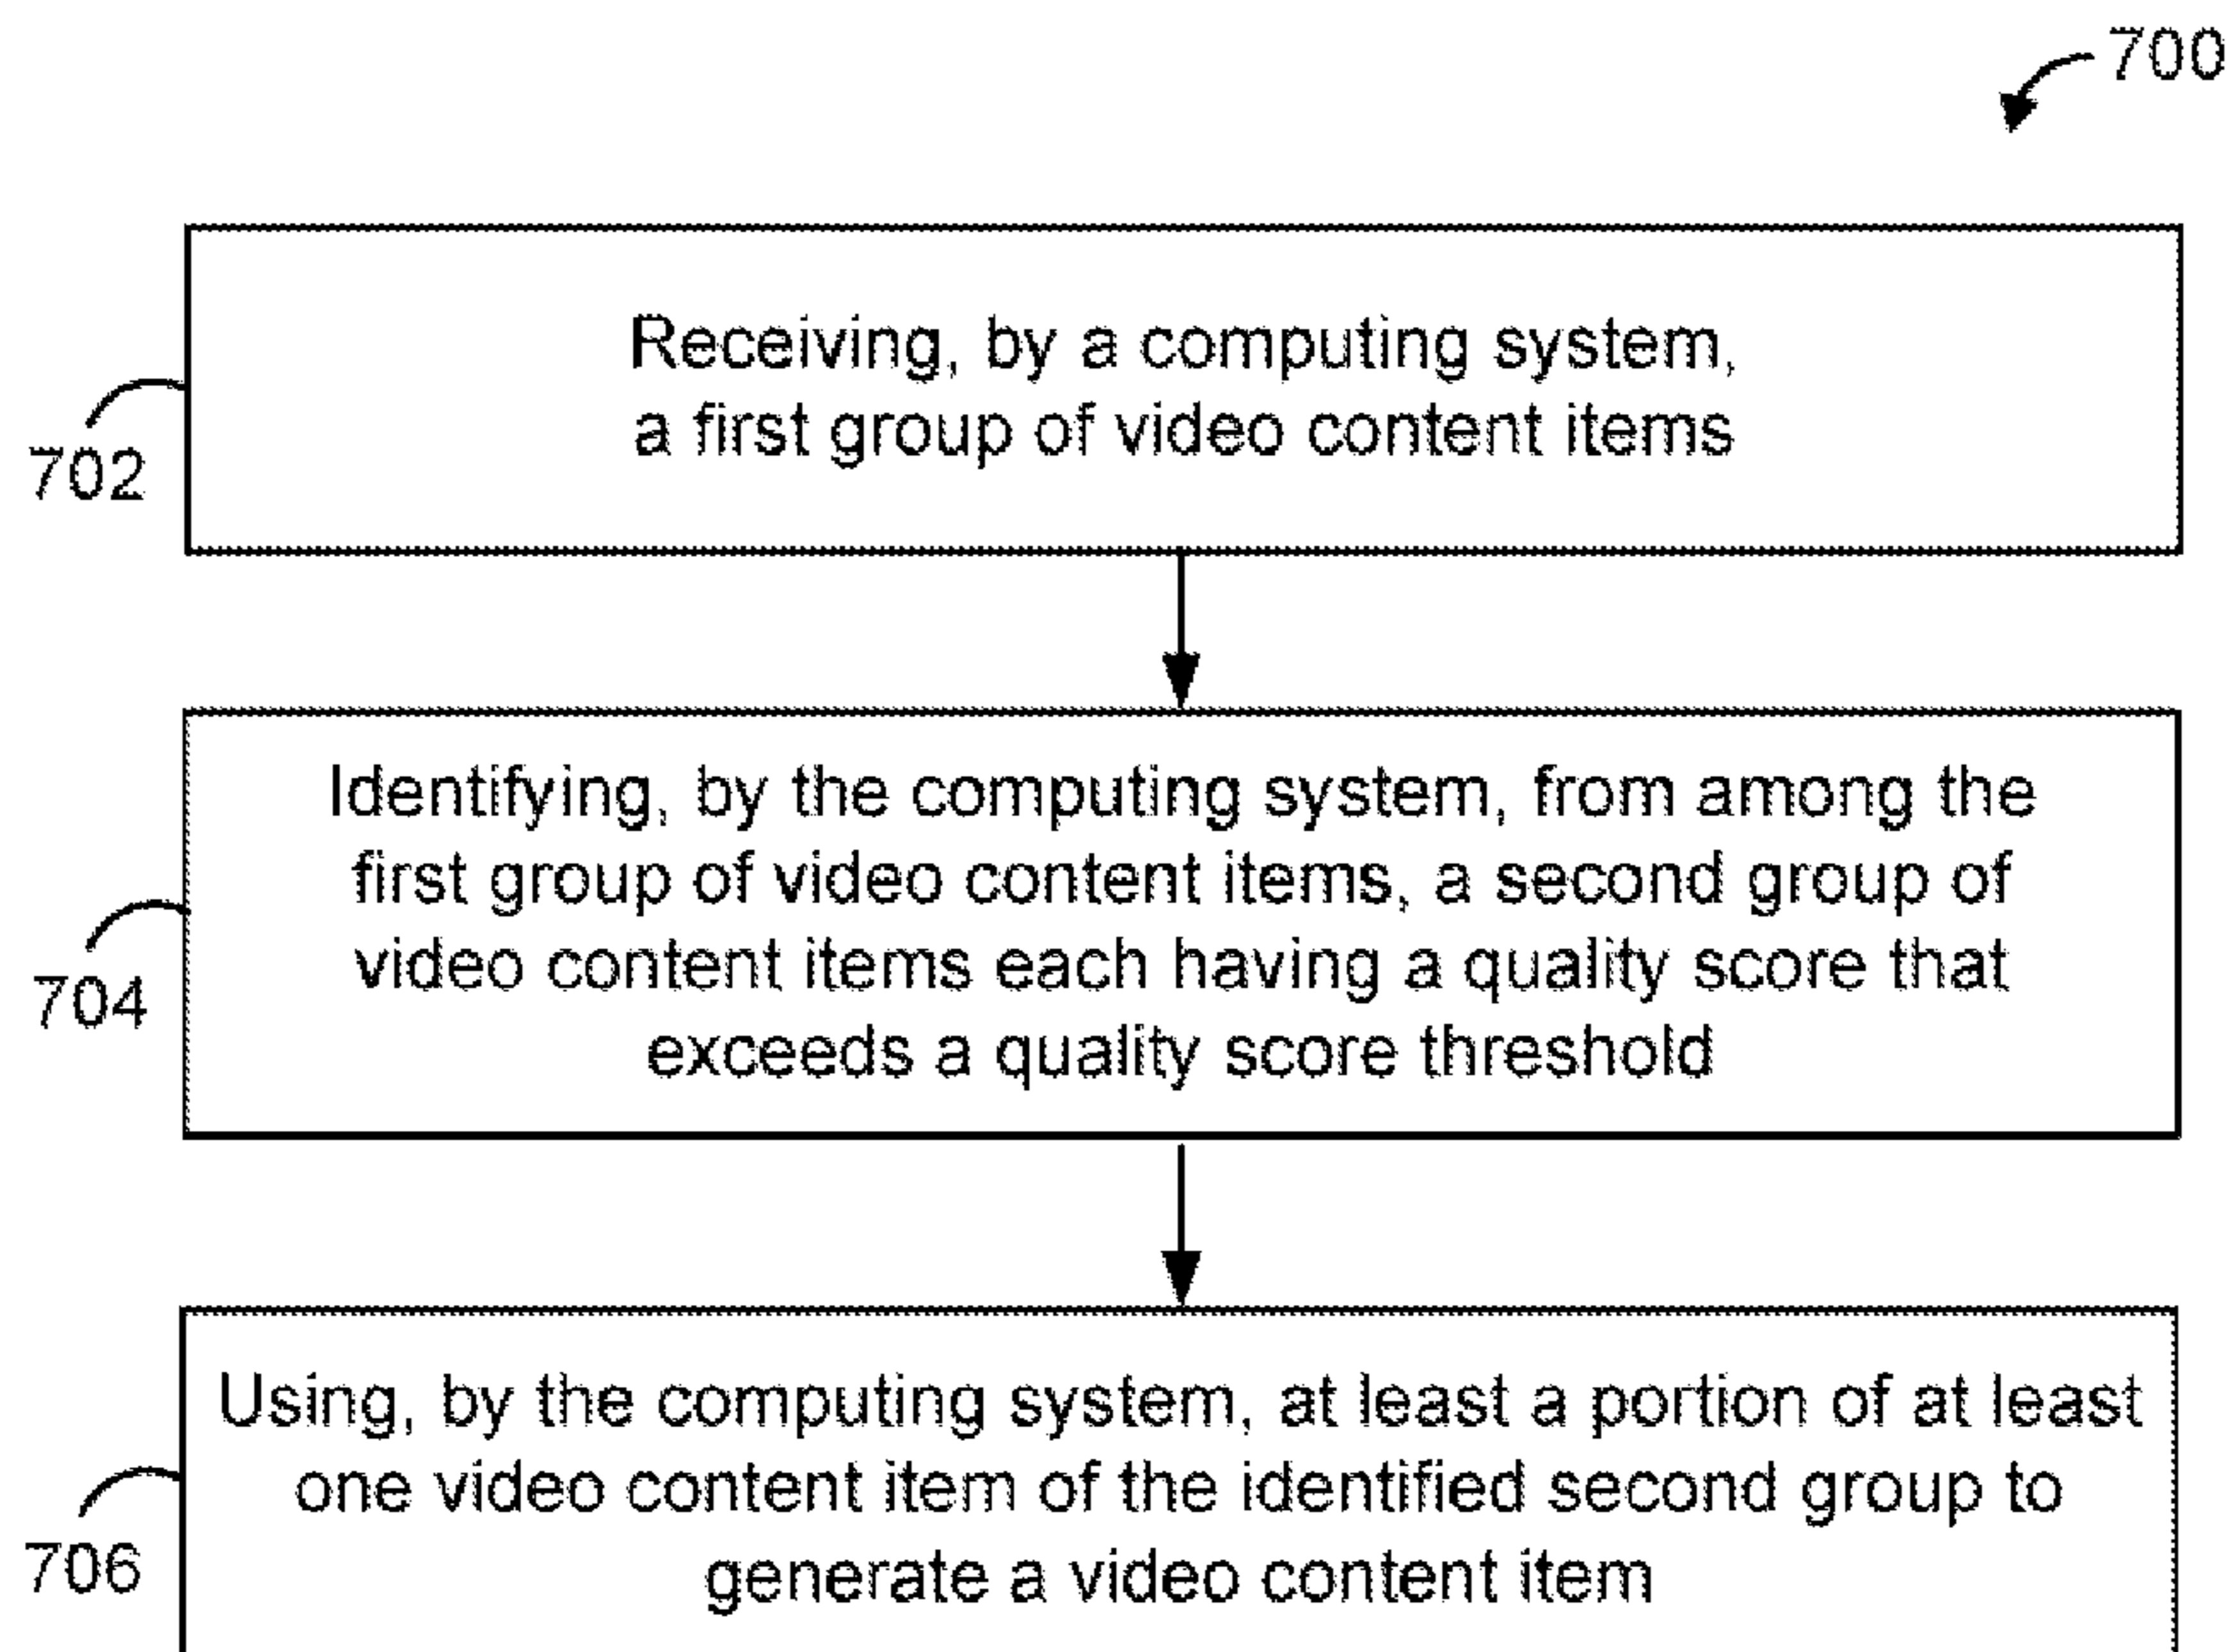 700
Receiving, by a computing system,
a first group of video content items
702
Identifying, by the computing system, from among the
first group of video content items, a second group of
video content items each having a quality score that
exceeds a quality score threshold
704
Using, by the computing system, at least a portion of at least
one video content item of the identified second group to
generate a video content item
706